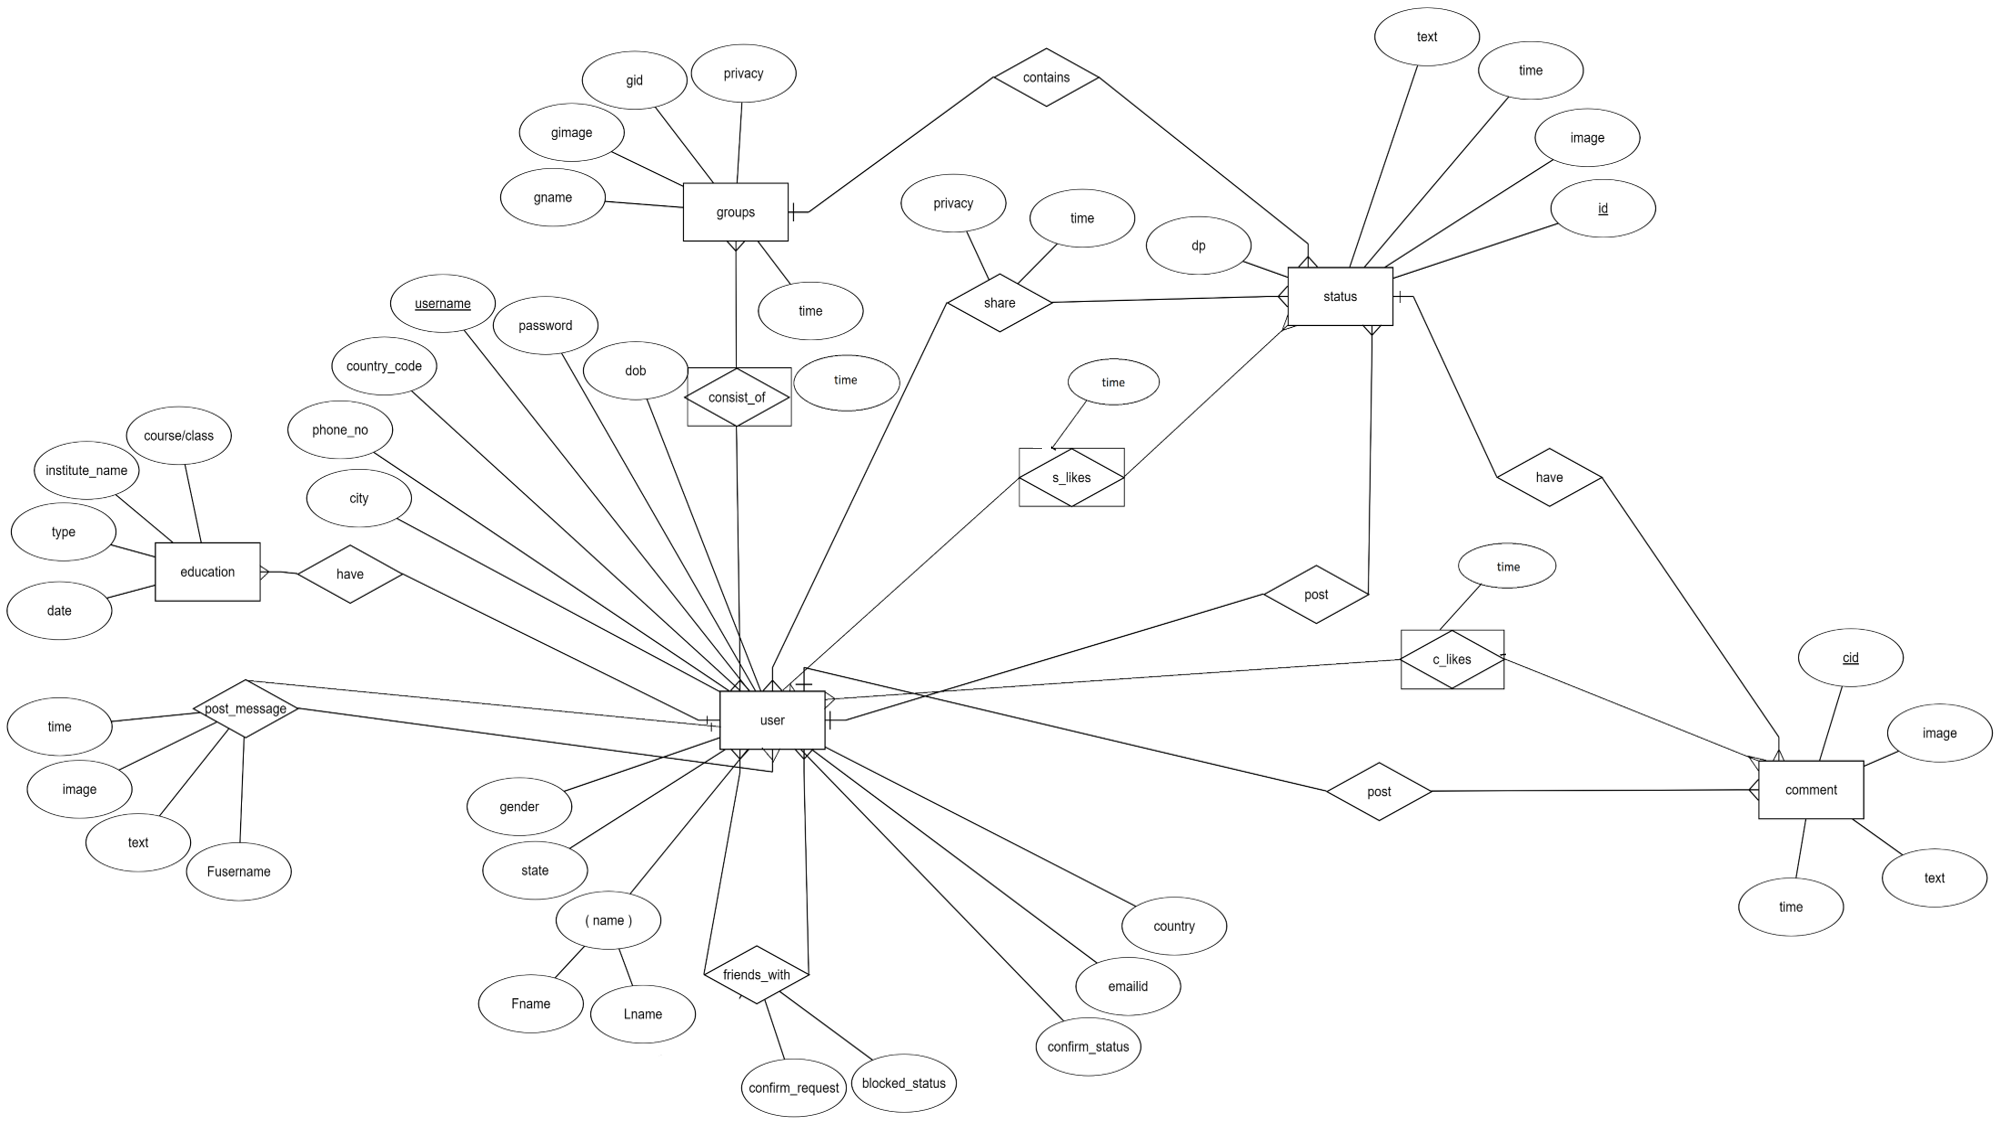 text
time
image
id
contains
privacy
gid
gimage
gname
groups
time
privacy
time
share
dp
status
username
password
dob
country_code
phone_no
city
consist_of
time
time
s_likes
have
course/class
institute_name
type
date
education
have
post
time
c_likes
cid
image
comment
text
time
post
user
post_message
time
image
text
Fusername
gender
state
( name )
Fname
Lname
friends_with
confirm_request
blocked_status
country
emailid
confirm_status